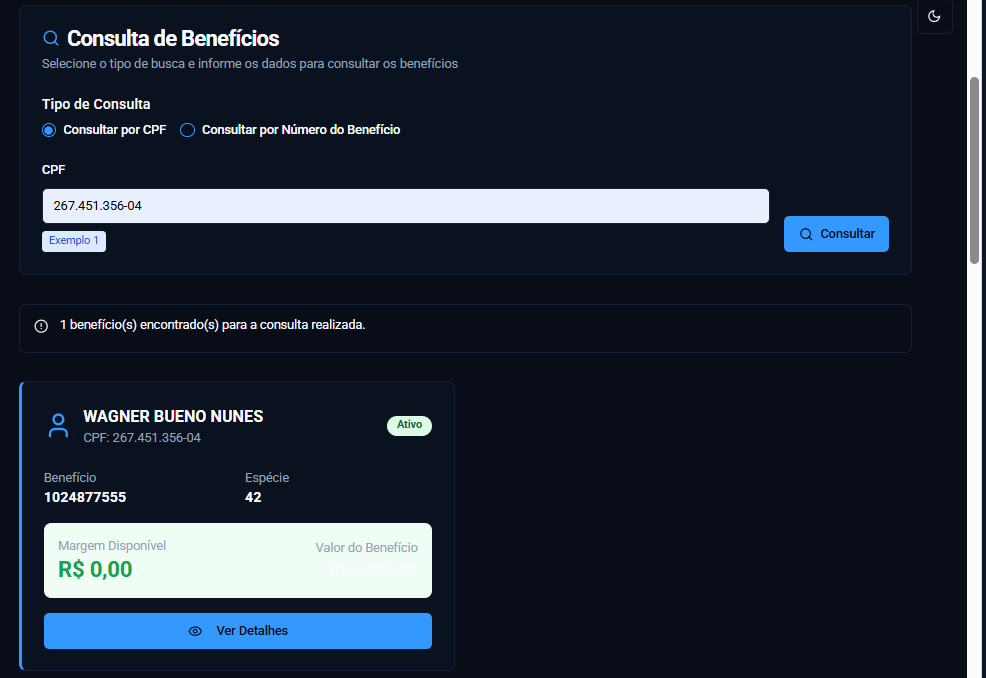 Consulta de Benefícios
Selecione o tipo de busca e informe os dados para consultar os benefícios
Tipo de Consulta
Consultar por CPF Consultar por Número do Benefício
CPF
267.451.356-04
Exemplo 1
Consultar
1 benefício(s) encontrado(s) para a consulta realizada.
WAGNER BUENO NUNES
Ativo
CPF: 267.451.356-04
Benefício Espécie
1024877555 42
Margem Disponível Valor do Benefício
R$ 0,00
Ver Detalhes